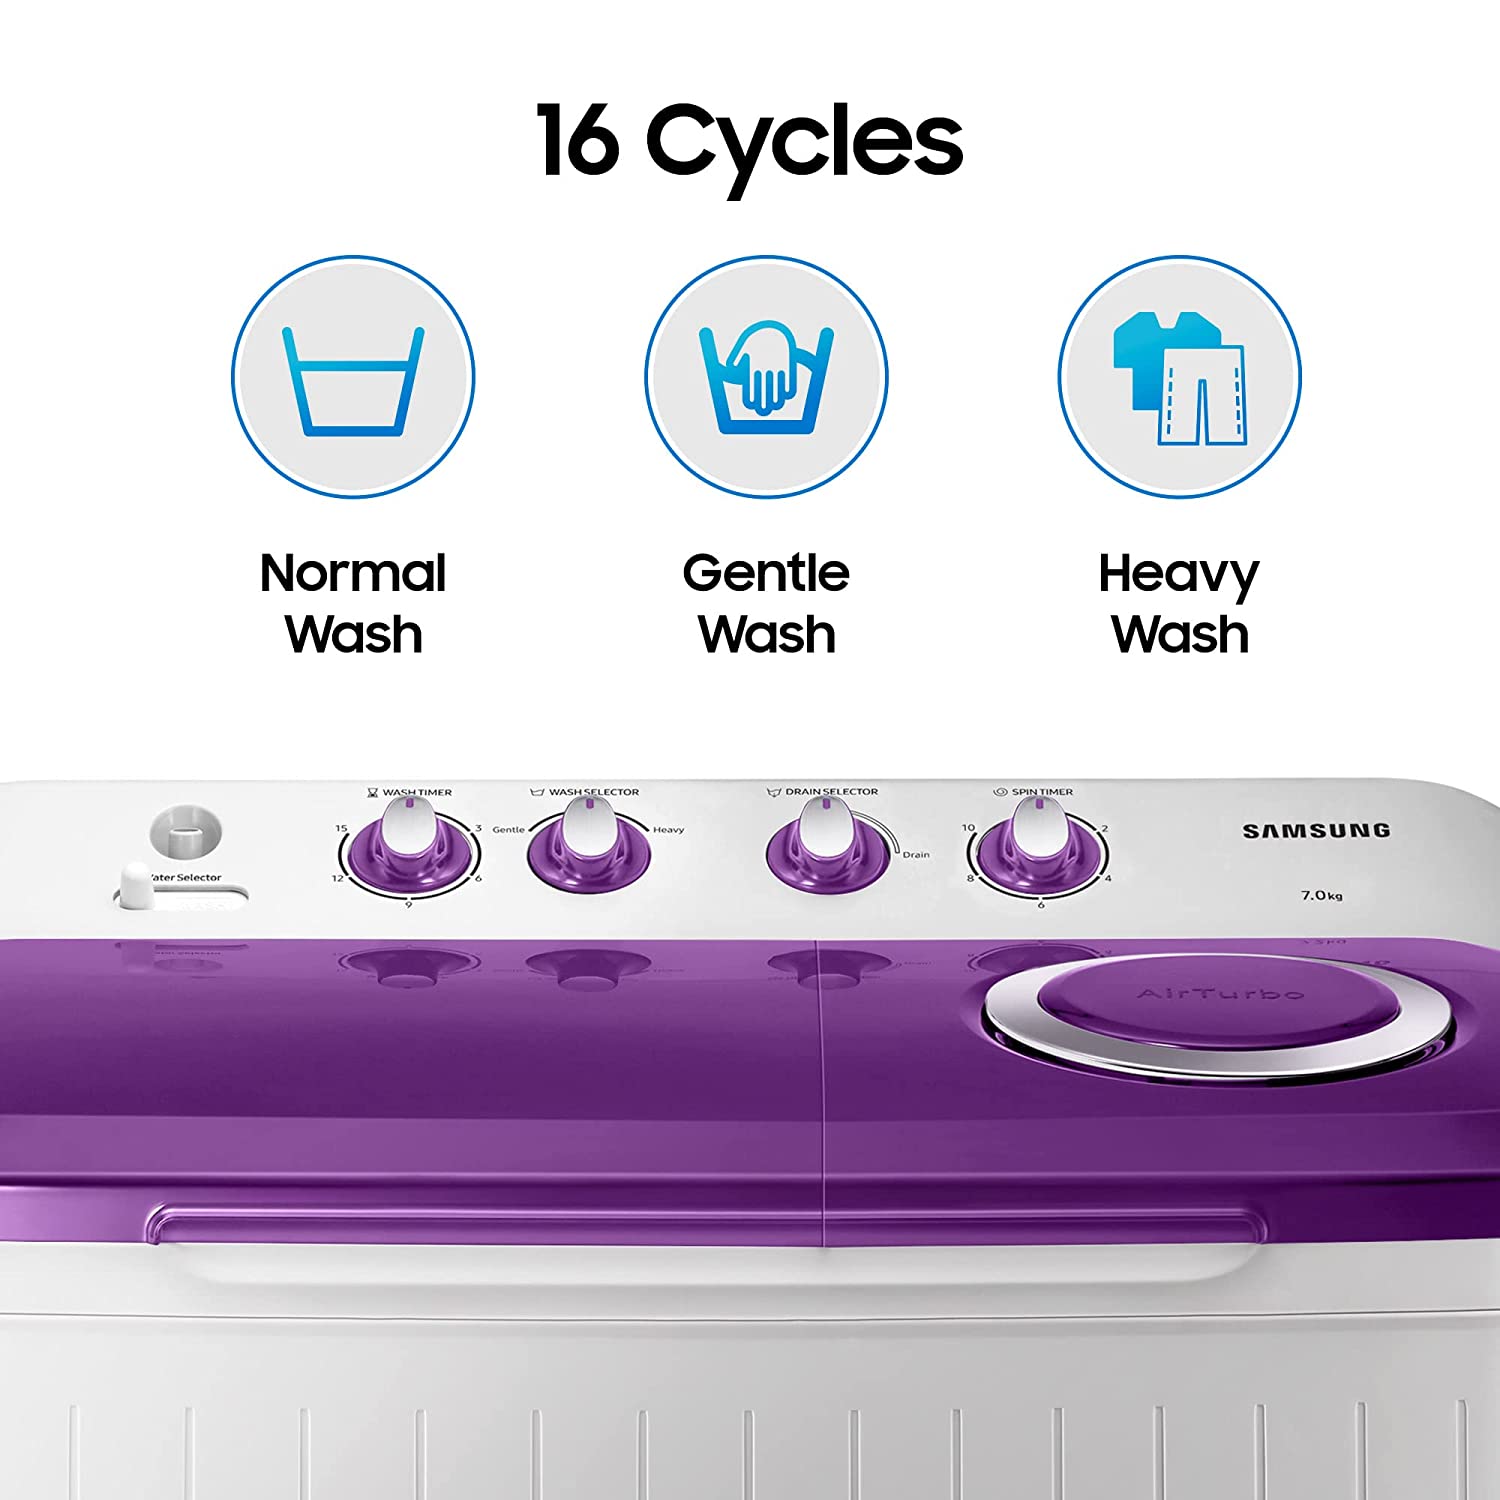 16 Cycles
Normal
Wash
Gentle
Wash
Heavy
Wash
WASH TIMER
15
3
12
6
9
WASH SELECTOR
Gentle
Heavy
DRAIN SELECTOR
Drain
SPIN TIMER
10
2
8
4
6
SAMSUNG
7.0kg
Selector
AirTurbo